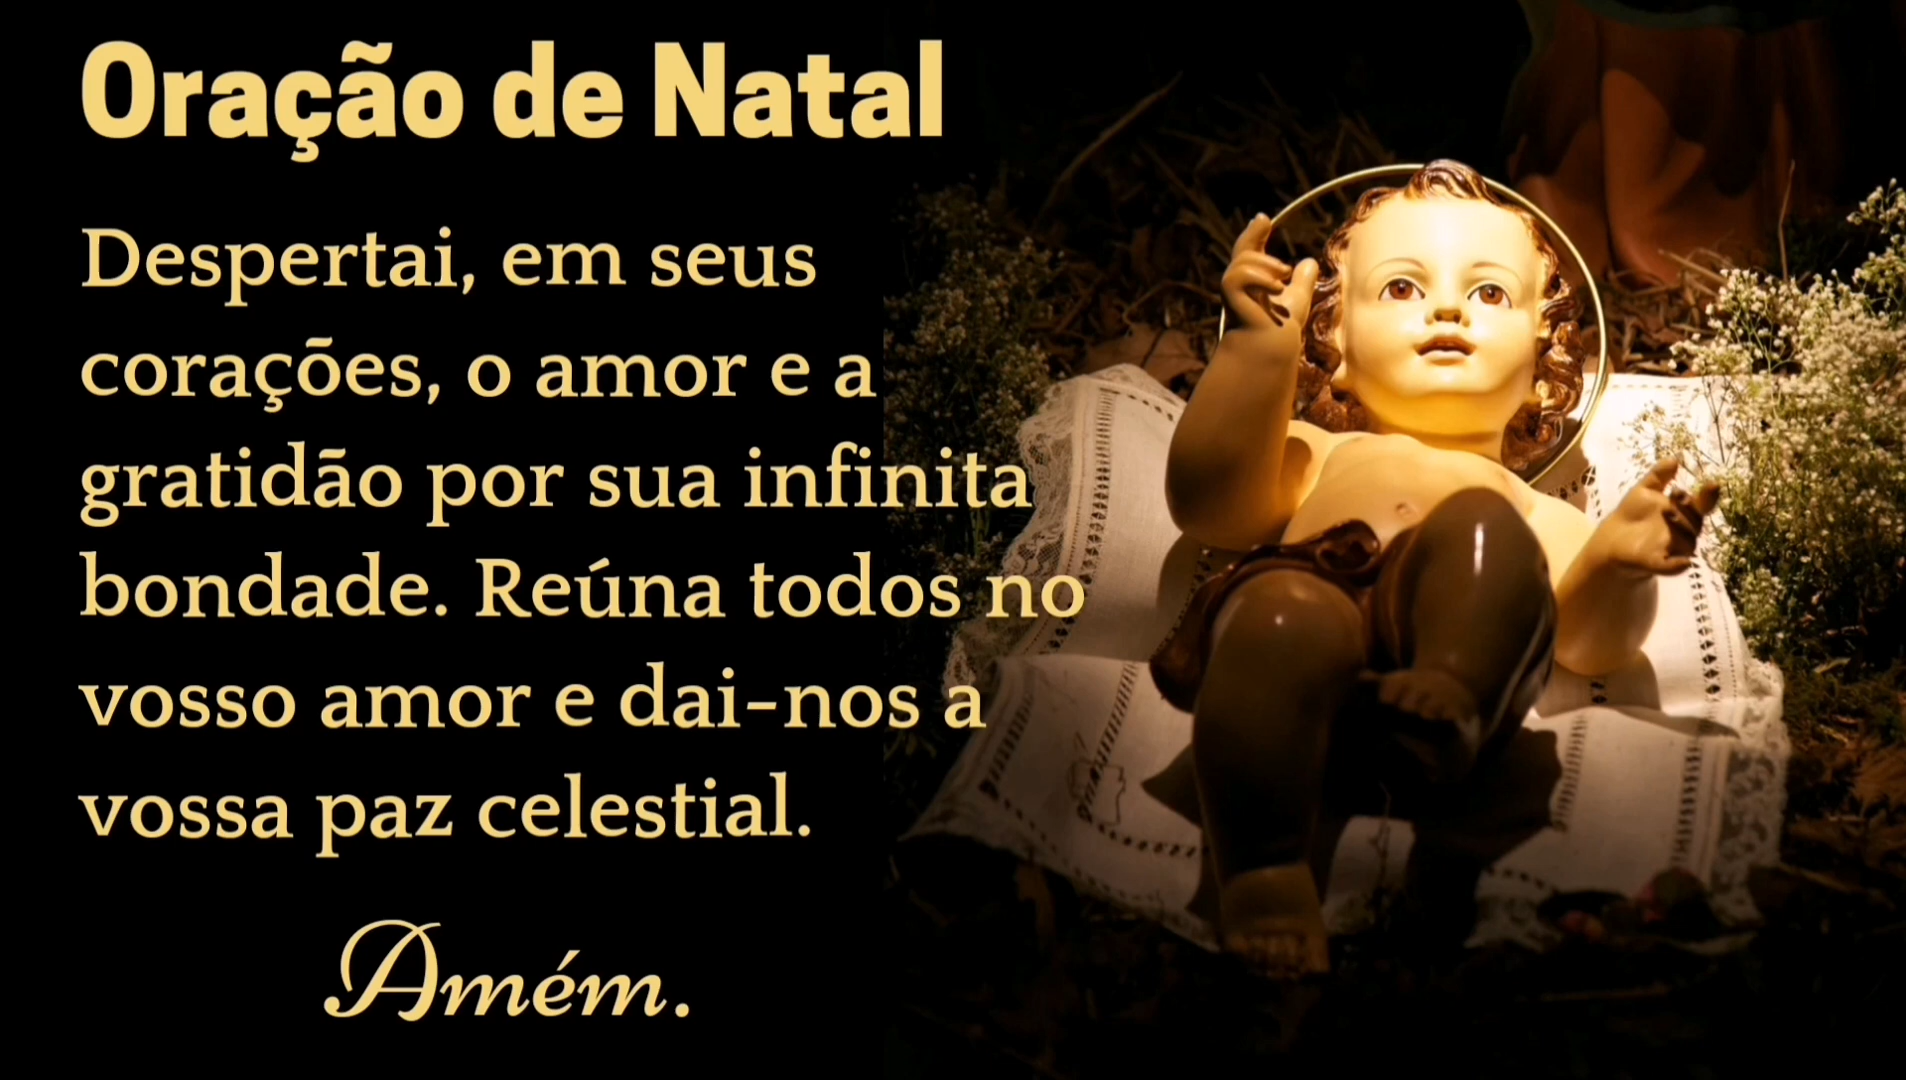 Oração de Natal
Despertai, em seus
corações, o amor e a
gratidão por sua infinita
bondade. Reúna todos no
vosso amor e dai-nos a
vossa paz celestial.
Amém.